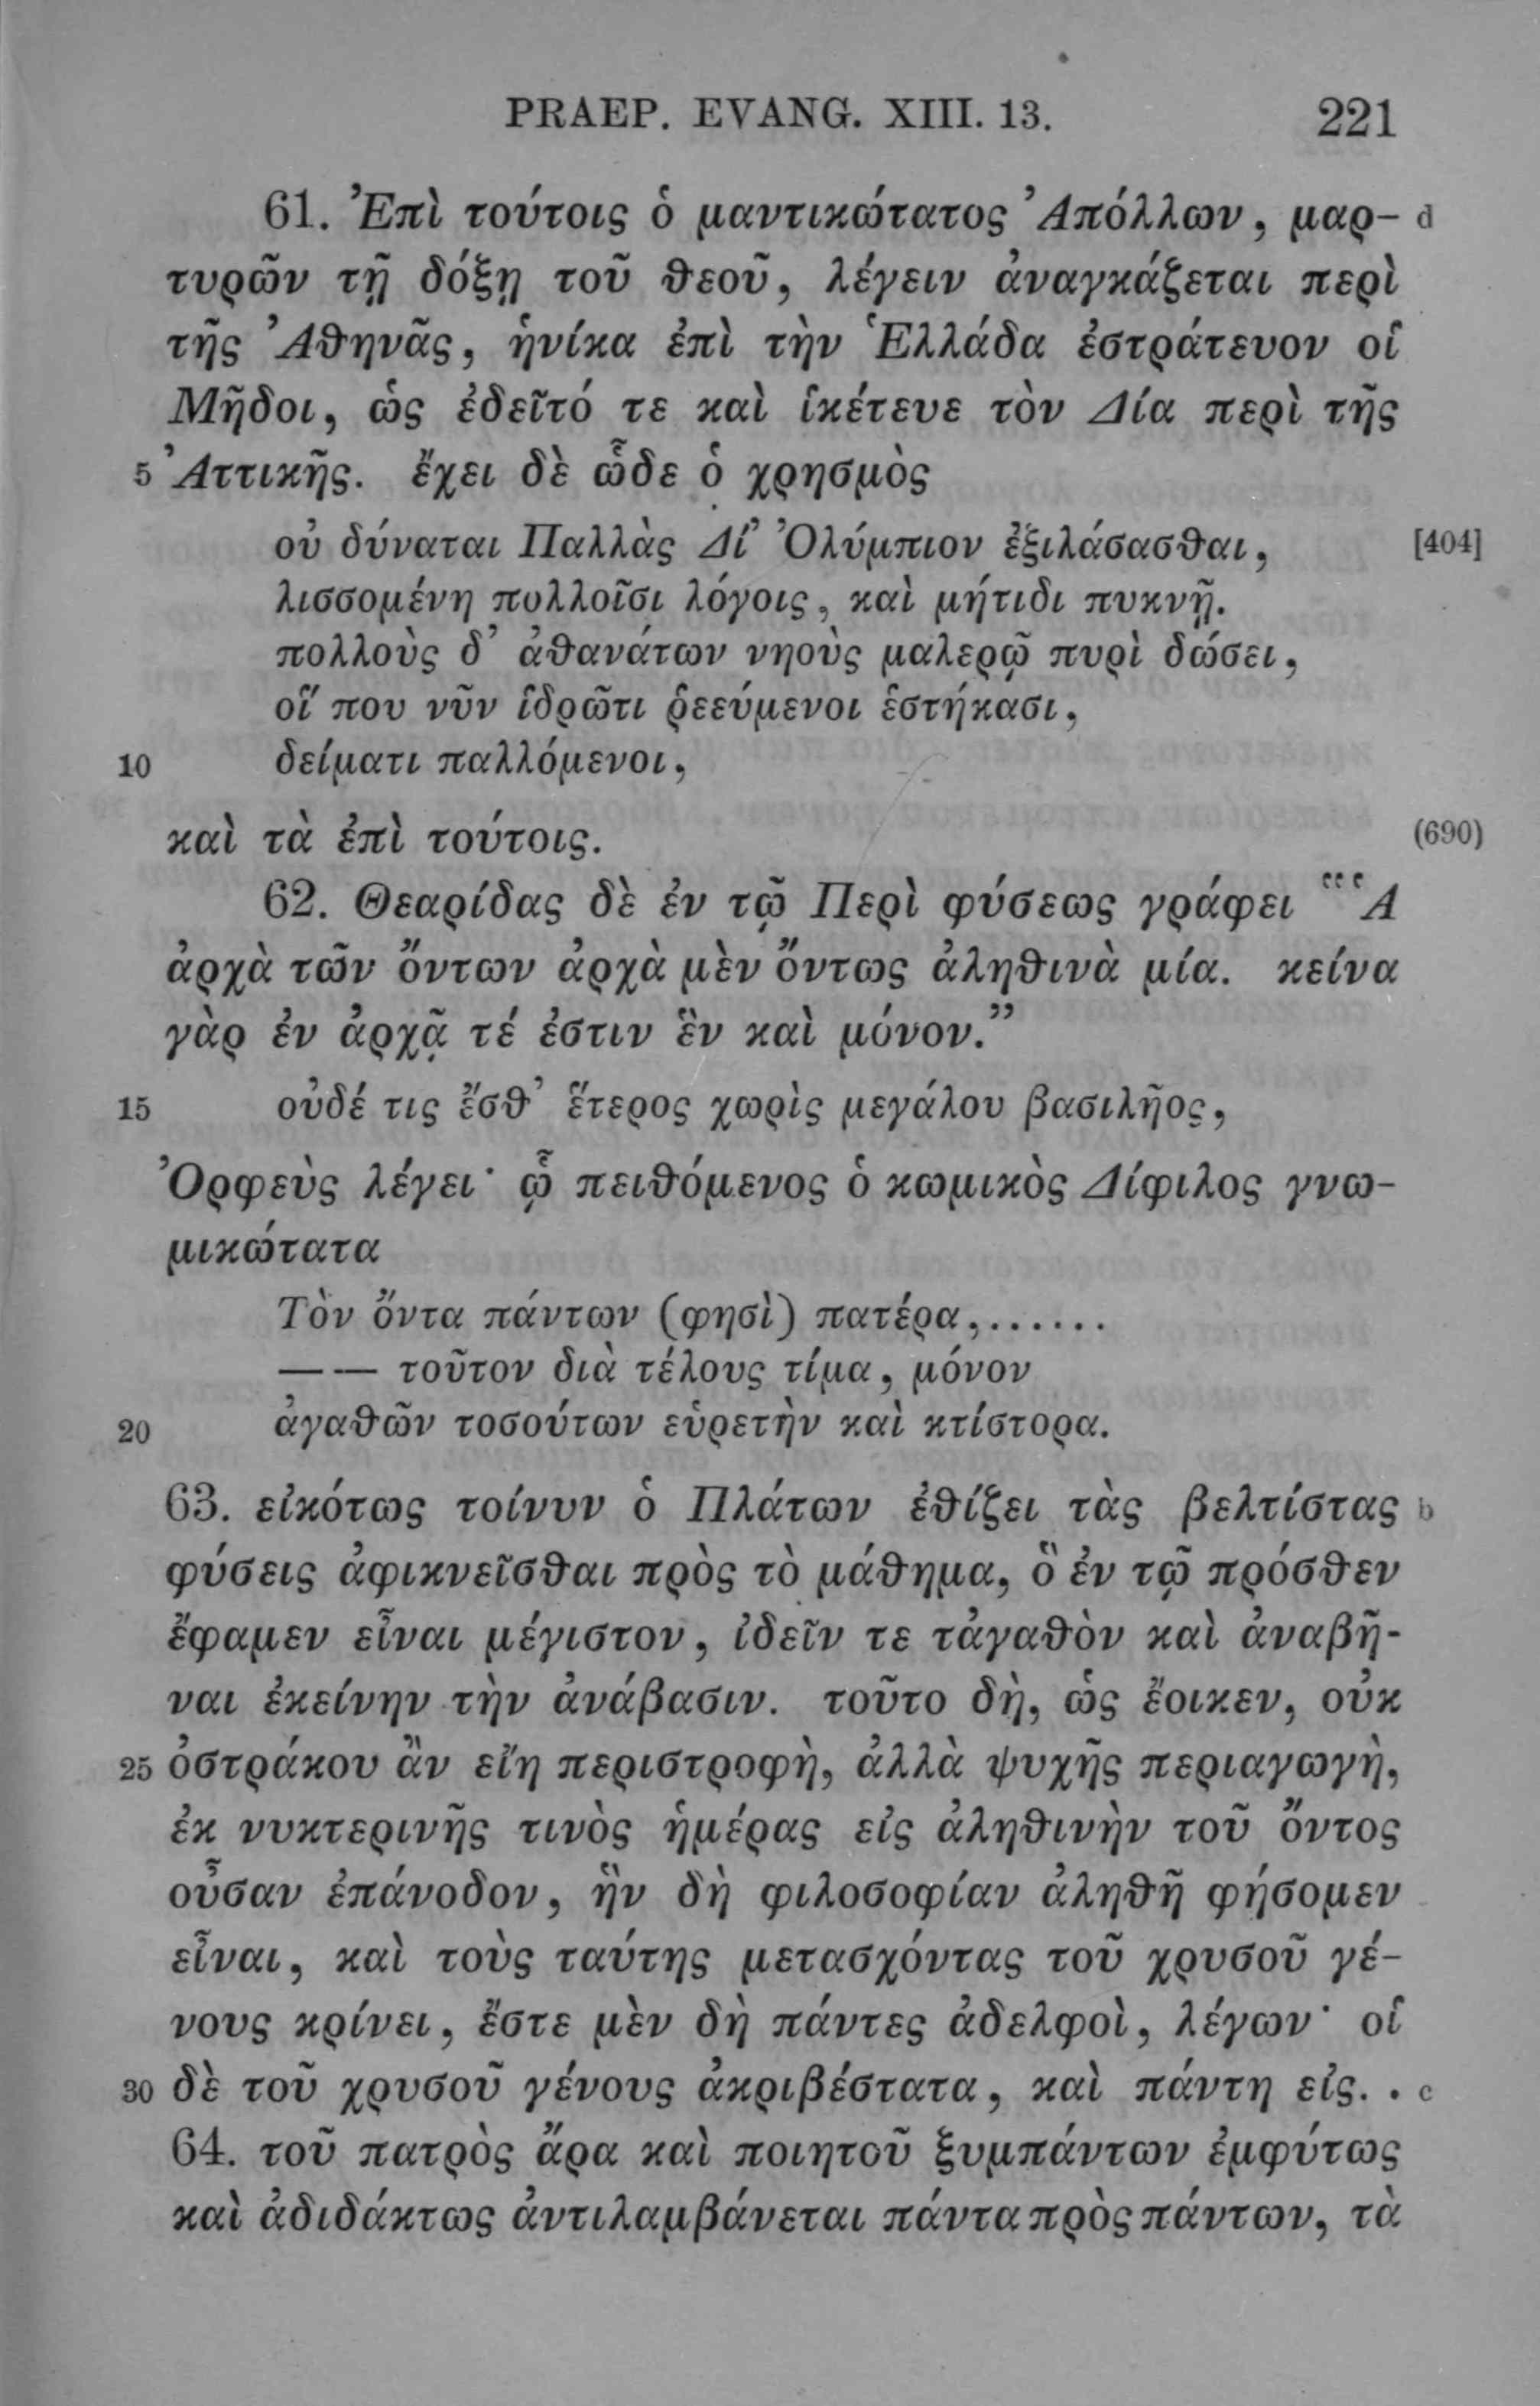 PRAEP. EVANG. XIII. 13. 221
61. Ἐπὶ τούτοις ὁ μαντικώτατος Ἀπόλλων, μαρ- d
τυρῶν τῇ δόξῃ τοῦ θεοῦ, λέγειν ἀναγκάζεται περὶ
τῆς Ἀθηνᾶς, ἡνίκα ἐπὶ τὴν Ἑλλάδα ἐστράτευον οἱ
Μῆδοι, ὡς ἐδεῖτό τε καὶ ἱκέτευε τὸν Δία περὶ τῆς
5 Ἀττικῆς. ἔχει δὲ ὧδε ὁ χρησμὸς
οὐ δύναται Παλλὰς Δί’ Ὀλύμπιον ἐξιλάσασθαι, [404]
λισσομένη πολλοῖσι λόγοις, καὶ μήτιδι πυκνῇ.
πολλοὺς δ’ ἀθανάτων νηοὺς μαλερῷ πυρὶ δώσει,
οἵ που νῦν ἱδρῶτι ῥεεύμενοι ἑστήκασι,
10 δείματι παλλόμενοι,
καὶ τὰ ἐπὶ τούτοις. (690)
62. Θεαρίδας δὲ ἐν τῷ Περὶ φύσεως γράφει “Ἁ
ἀρχὰ τῶν ὄντων ἀρχὰ μὲν ὄντως ἀληθινὰ μία. κείνα
γὰρ ἐν ἀρχᾷ τέ ἐστιν ἓν καὶ μόνον.”
15 οὐδέ τις ἔσθ’ ἕτερος χωρὶς μεγάλου βασιλῆος,
Ὀρφεὺς λέγει· ᾧ πειθόμενος ὁ κωμικὸς Δίφιλος γνω-
μικώτατα
Τὸν ὄντα πάντων (φησὶ) πατέρα,......
— — τοῦτον διὰ τέλους τίμα, μόνον
20 ἀγαθῶν τοσούτων εὑρετὴν καὶ κτίστορα.
63. εἰκότως τοίνυν ὁ Πλάτων ἐθίζει τὰς βελτίστας b
φύσεις ἀφικνεῖσθαι πρὸς τὸ μάθημα, ὃ ἐν τῷ πρόσθεν
ἔφαμεν εἶναι μέγιστον, ἰδεῖν τε τἀγαθὸν καὶ ἀναβῆ-
ναι ἐκείνην τὴν ἀνάβασιν. τοῦτο δὴ, ὡς ἔοικεν, οὐκ
25 ὀστράκου ἂν εἴη περιστροφὴ, ἀλλὰ ψυχῆς περιαγωγὴ,
ἐκ νυκτερινῆς τινὸς ἡμέρας εἰς ἀληθινὴν τοῦ ὄντος
οὖσαν ἐπάνοδον, ἣν δὴ φιλοσοφίαν ἀληθῆ φήσομεν
εἶναι, καὶ τοὺς ταύτης μετασχόντας τοῦ χρυσοῦ γέ-
νους κρίνει, ἔστε μὲν δὴ πάντες ἀδελφοὶ, λέγων· οἱ
30 δὲ τοῦ χρυσοῦ γένους ἀκριβέστατα, καὶ πάντη εἰς. . c
64. τοῦ πατρὸς ἄρα καὶ ποιητοῦ ξυμπάντων ἐμφύτως
καὶ ἀδιδάκτως ἀντιλαμβάνεται πάντα πρὸς πάντων, τὰ